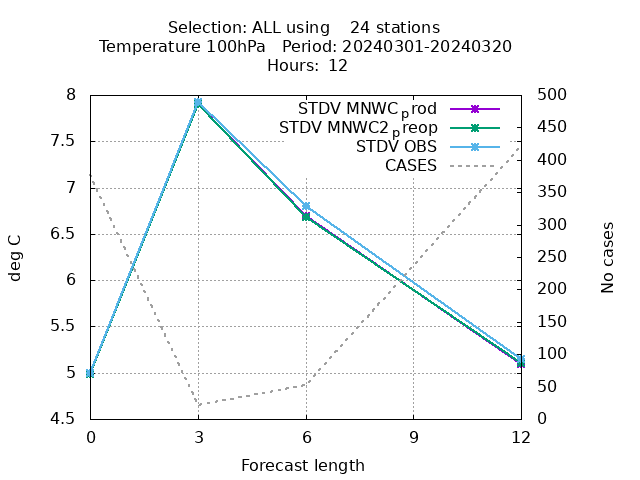 Selection: ALL using    24 stations
Temperature 100hPa   Period: 20240301-20240320
Hours: 12
8 500
STDV MNWCprod
450
STDV MNWC2preop
7.5 STDV OBS
400
CASES
7 350
6.5 300
250
6 200
5.5 150
100
5 50
4.5 0
0 3 6 9 12
Forecast length
deg C
No cases